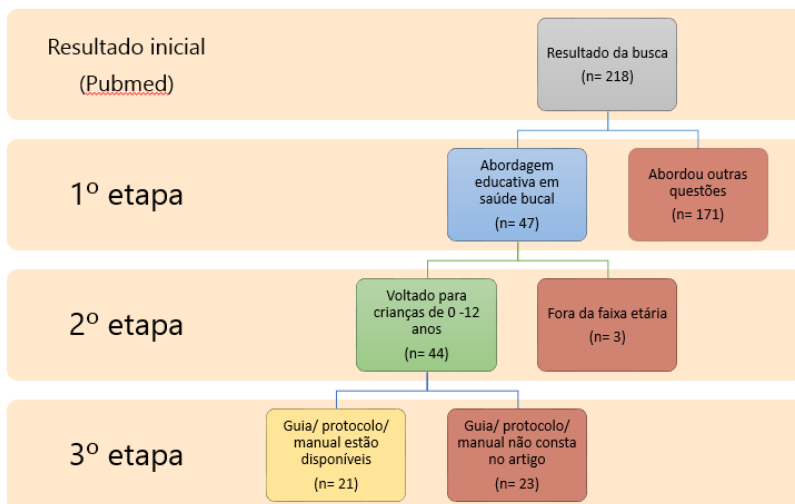 Resultado inicial
(Pubmed)
Resultado da busca
(n= 218)
1º etapa
Abordagem
educativa em
saúde bucal
(n= 47)
Abordou outras
questões
(n= 171)
2º etapa
Voltado para
crianças de 0 -12
anos
(n= 44)
Fora da faixa etária
(n= 3)
3º etapa
Guia/ protocolo/
manual estão
disponíveis
(n= 21)
Guia/ protocolo/
manual não consta
no artigo
(n= 23)